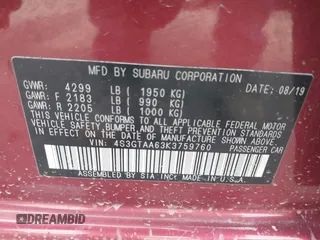 MFD BY SUBARU CORPORATION DATE: 08/19
GVWR: 4299 LB ( 1950 KG)
GAWR: F 2183 LB ( 990 KG)
R 2205 LB ( 1000 KG)
THIS VEHICLE CONFORMS TO ALL APPLICABLE FEDERAL MOTOR
VEHICLE SAFETY, BUMPER, AND THEFT PREVENTION STANDARDS IN
EFFECT ON THE DATE OF MANUFACTURE SHOWN ABOVE.
VIN: 4S3GTAA63K3759760 PASSENGER CAR
ASSEMBLED BY SIA INC MADE IN U.S.A.
DREAMBID